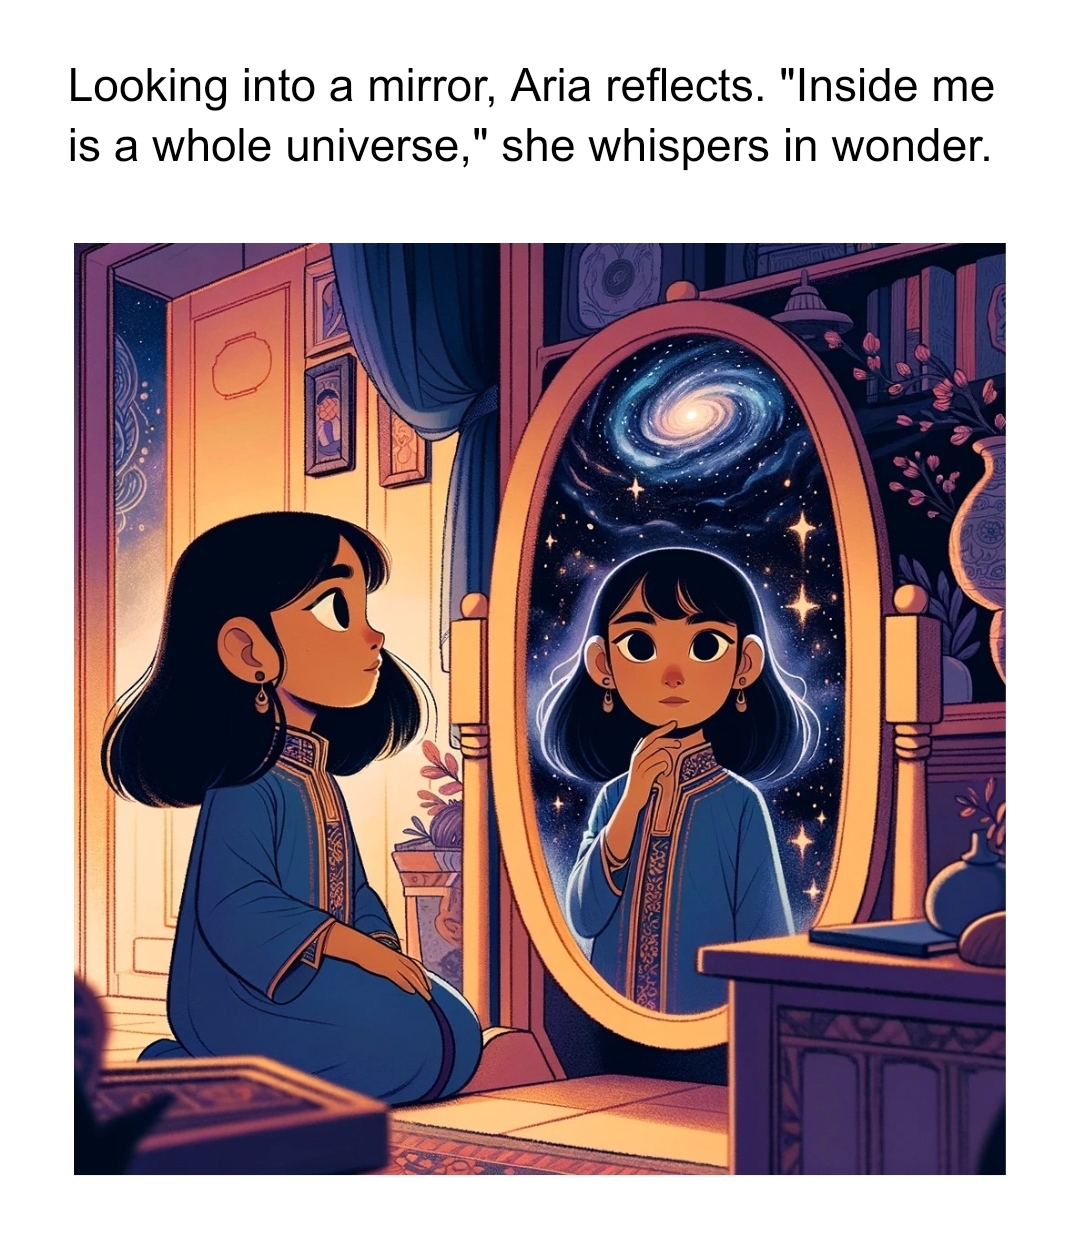 Looking into a mirror, Aria reflects. "Inside me
is a whole universe," she whispers in wonder.